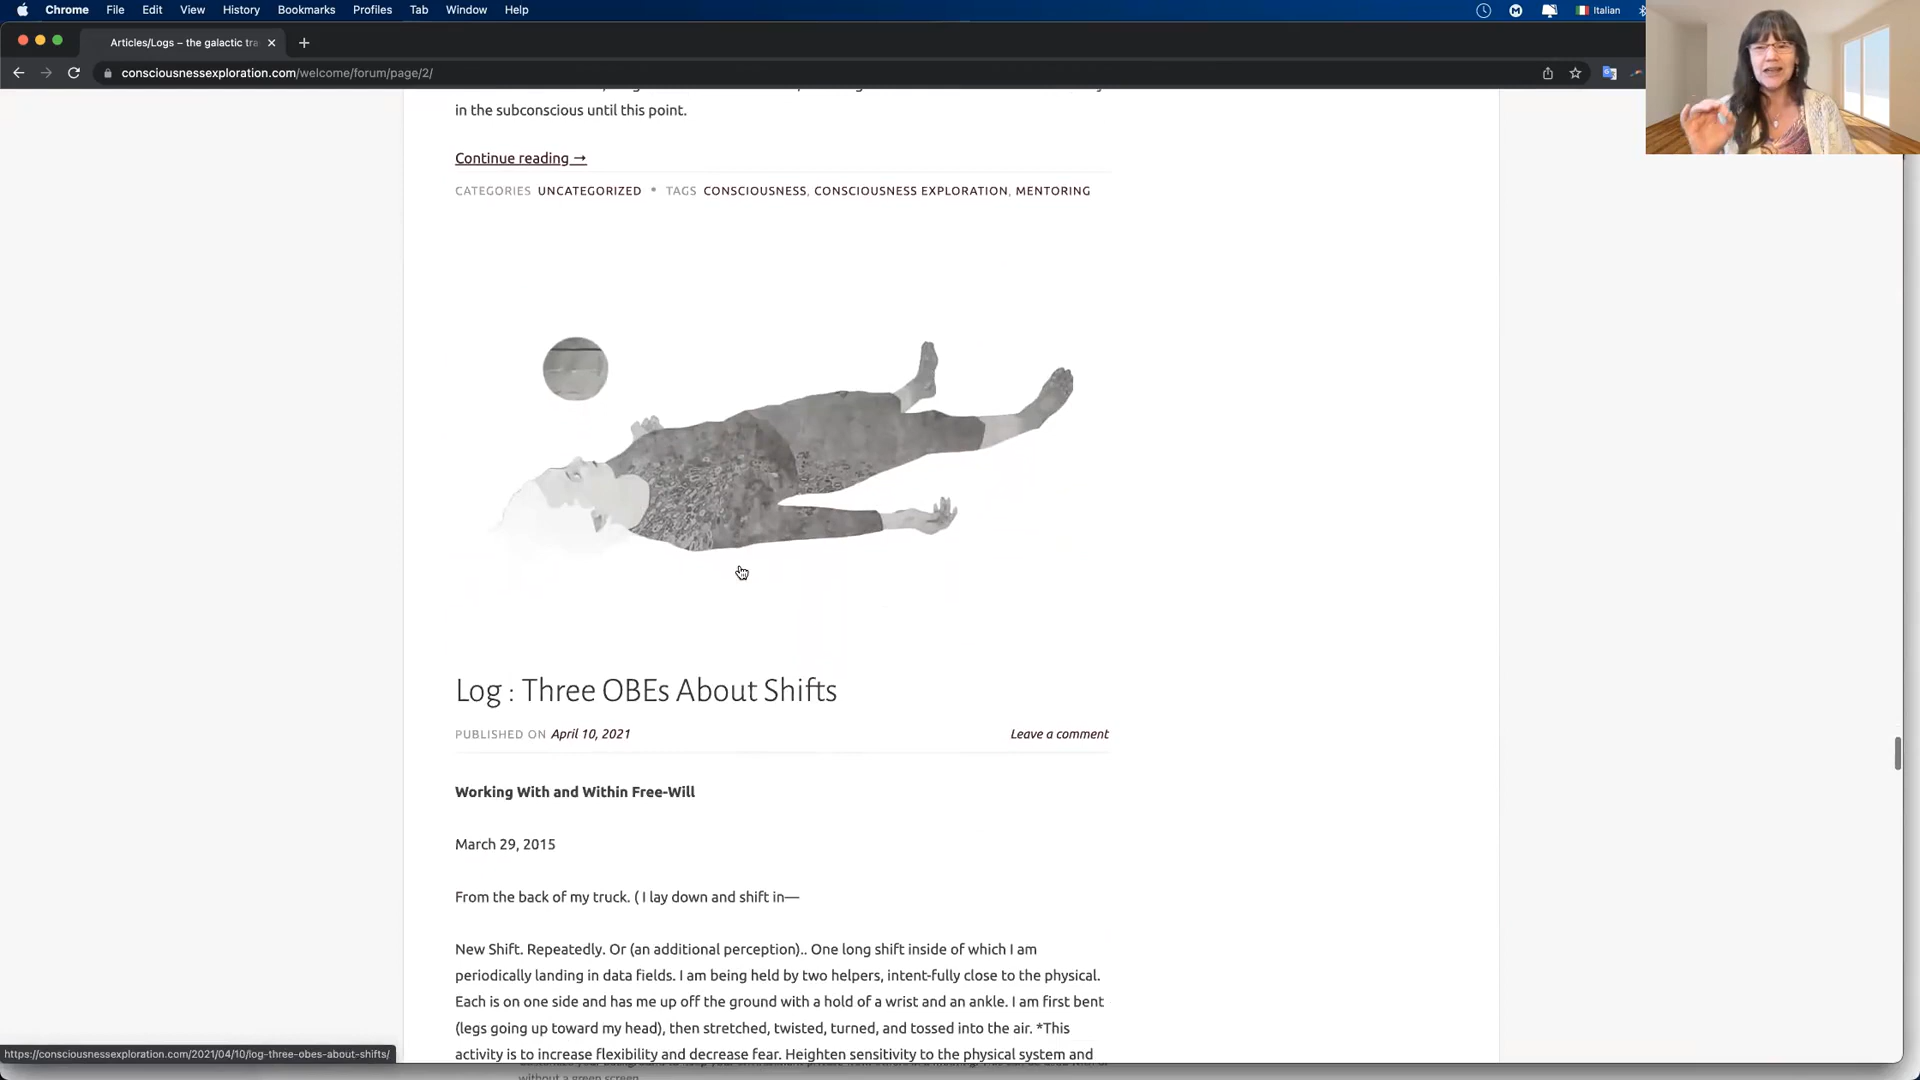 Chrome File Edit View History Bookmarks Profiles Tab Window Help Italian
Articles/Logs – the galactic tra
consciousnessexploration.com/welcome/forum/page/2/
in the subconscious until this point.
Continue reading →
CATEGORIES UNCATEGORIZED • TAGS CONSCIOUSNESS, CONSCIOUSNESS EXPLORATION, MENTORING
Log : Three OBEs About Shifts
PUBLISHED ON April 10, 2021 Leave a comment
Working With and Within Free-Will
March 29, 2015
From the back of my truck. ( I lay down and shift in—
New Shift. Repeatedly. Or (an additional perception).. One long shift inside of which I am
periodically landing in data fields. I am being held by two helpers, intent-fully close to the physical.
Each is on one side and has me up off the ground with a hold of a wrist and an ankle. I am first bent
(legs going up toward my head), then stretched, twisted, turned, and tossed into the air. *This
activity is to increase flexibility and decrease fear. Heighten sensitivity to the physical system and
https://consciousnessexploration.com/2021/04/10/log-three-obes-about-shifts/
without a green screen